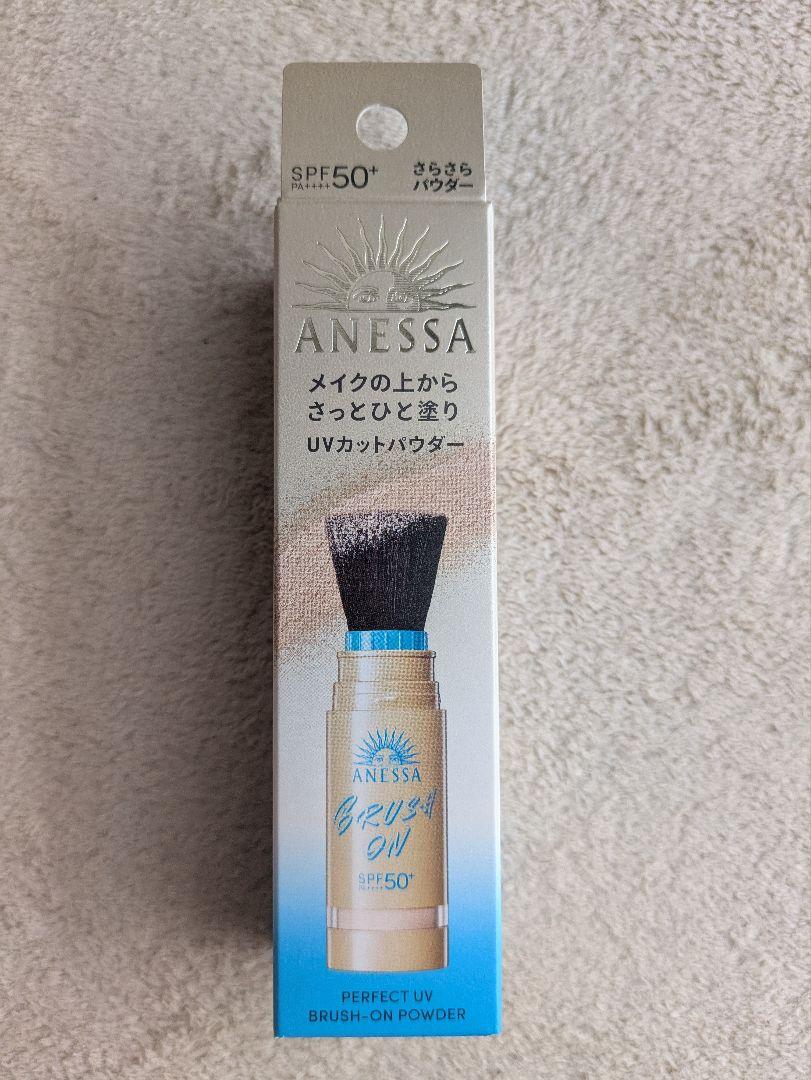 SPF50+ さらさら
PA++++ パウダー
ANESSA
メイクの上から
さっとひと塗り
UVカットパウダー
ANESSA
BRUSH
ON
SPF50+
PA++++
PERFECT UV
BRUSH-ON POWDER